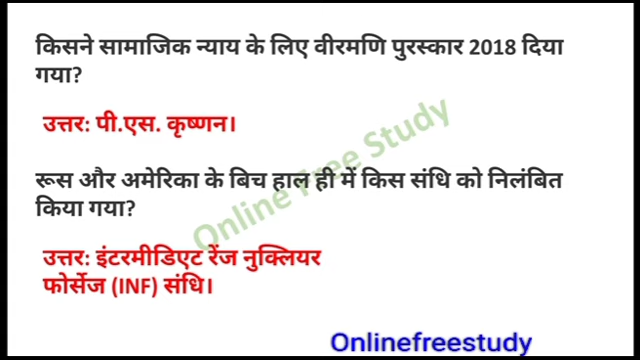 किसने सामाजिक न्याय के लिए वीरमणि पुरस्कार 2018 दिया
गया?
उत्तर: पी.एस. कृष्णन।
Online Free Study
रूस और अमेरिका के बिच हाल ही में किस संधि को निलंबित
किया गया?
उत्तर: इंटरमीडिएट रेंज नुक्लियर
फोर्सेज (INF) संधि।
Onlinefreestudy